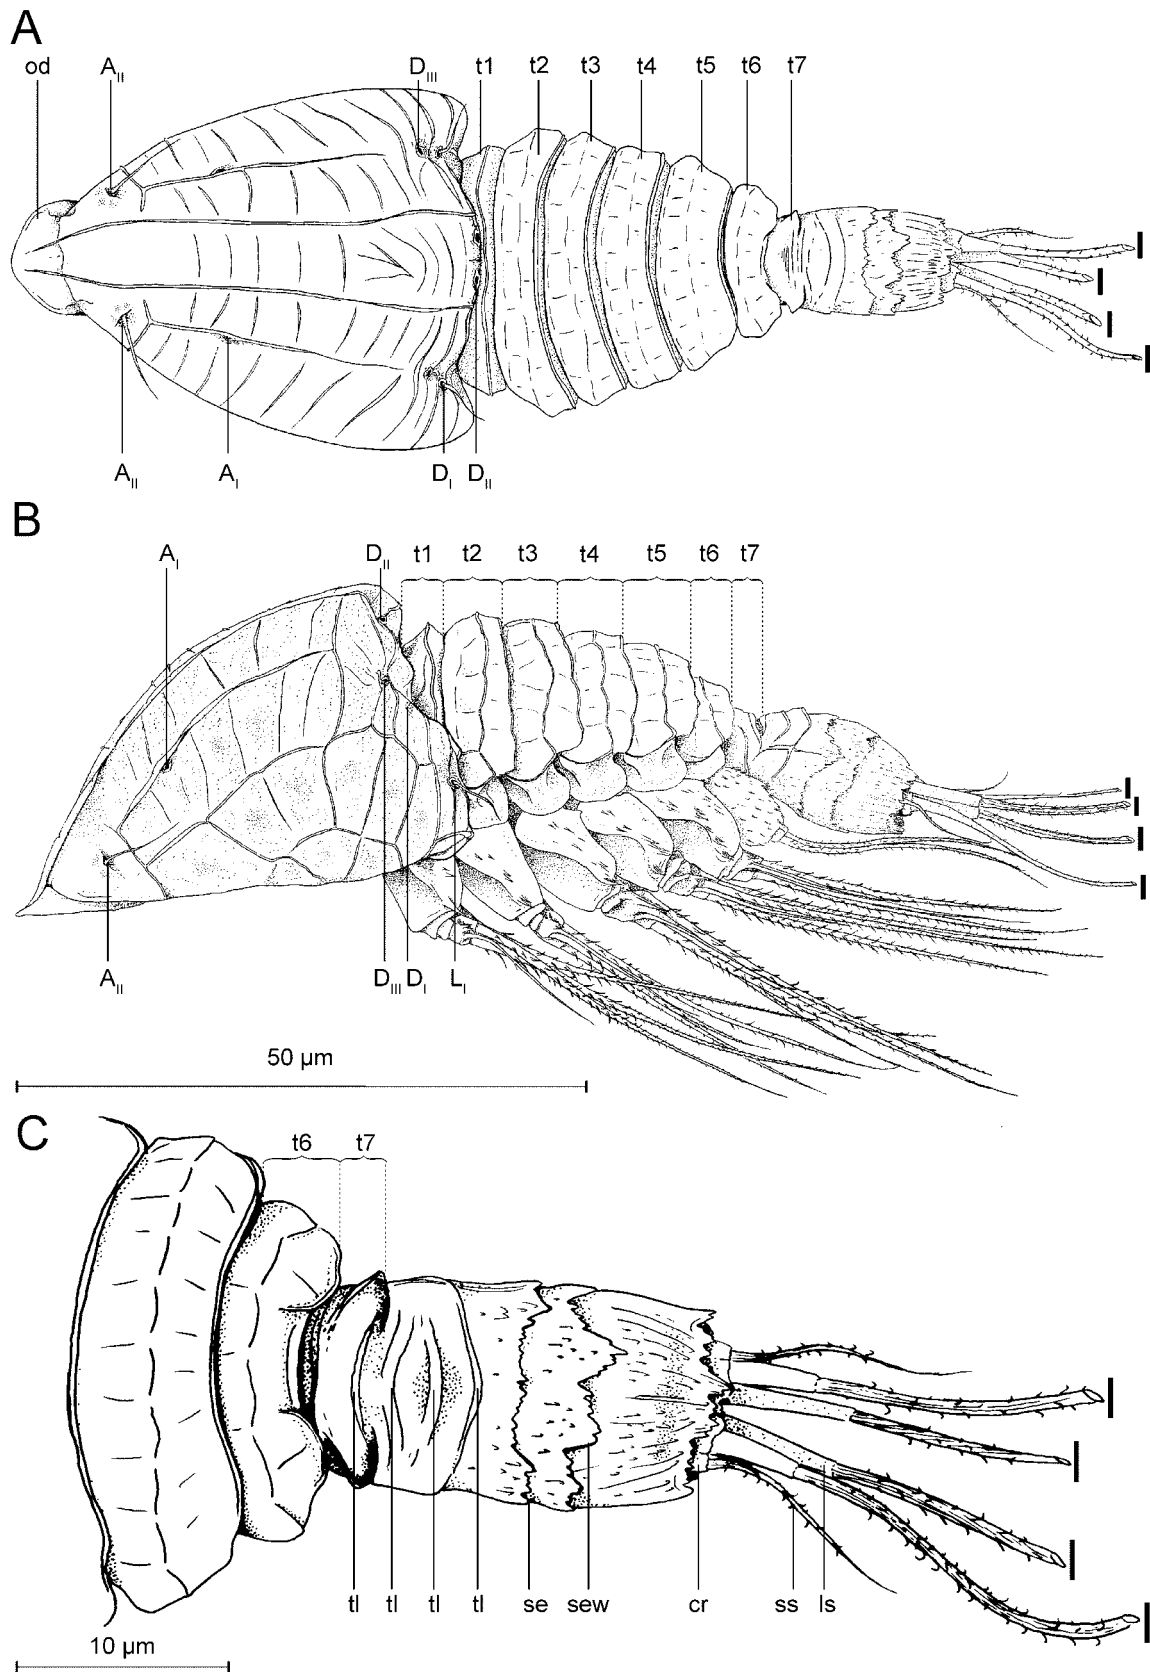 A
od A_II D_III t1 t2 t3 t4 t5 t6 t7
A_II A_I D_I D_II
B
A_I D_II t1 t2 t3 t4 t5 t6 t7
A_II D_III D_I L_I
50 µm
C
t6 t7
tl tl tl tl se sew cr ss ls
10 µm